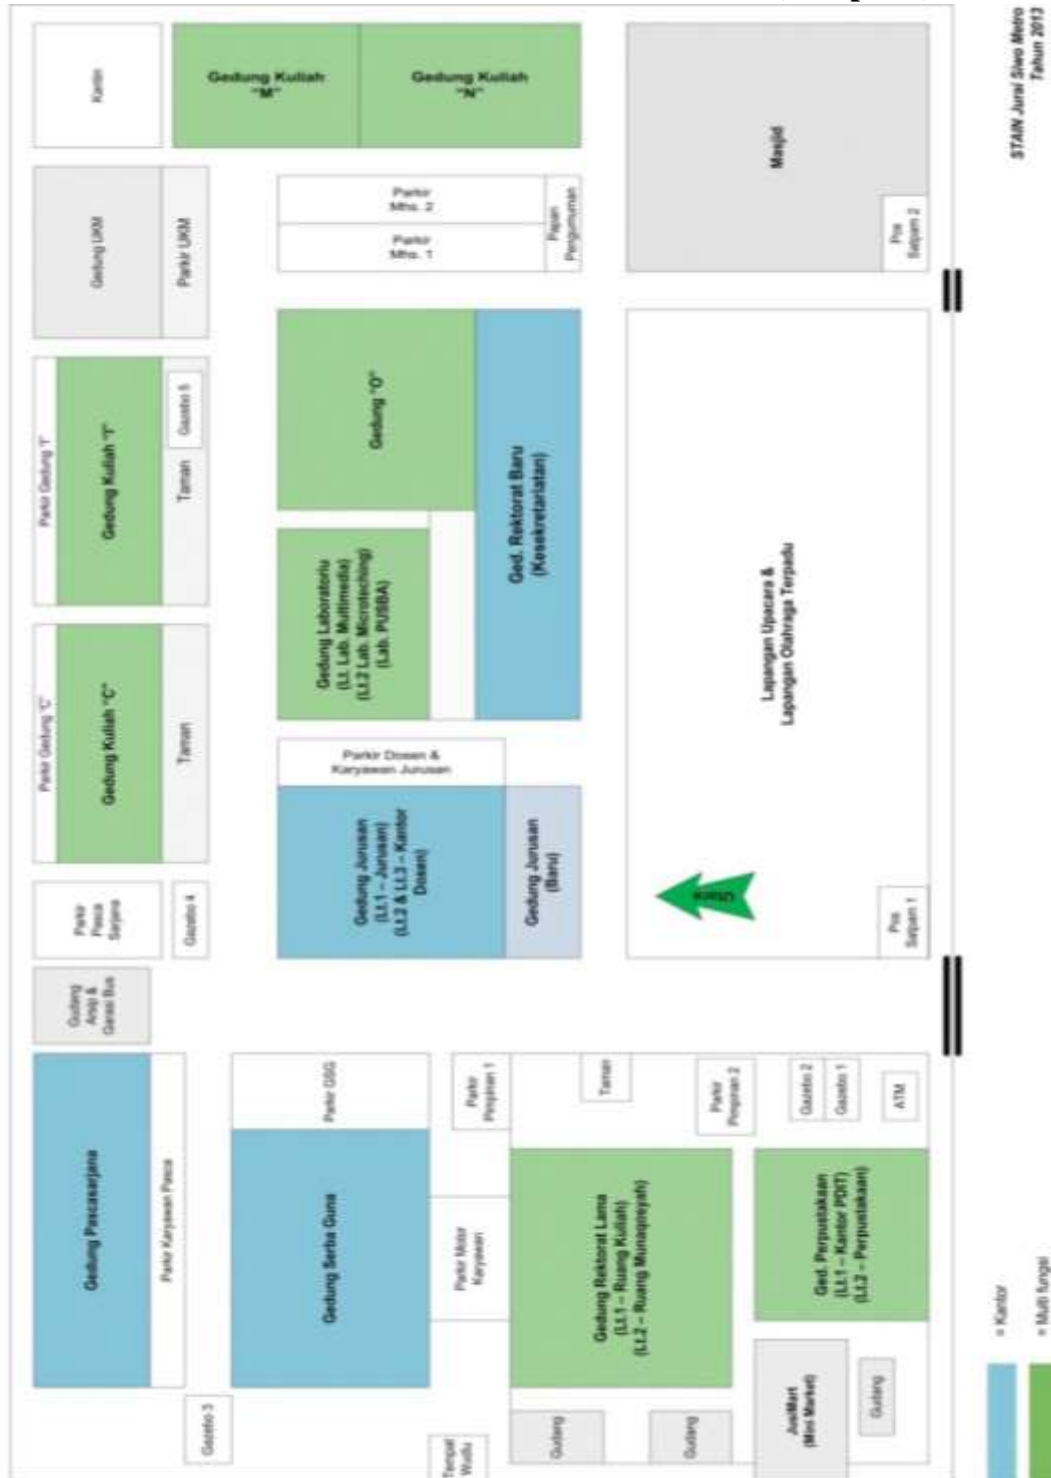 Kantin
Gedung Kuliah
"M"
Gedung Kuliah
"N"
Masjid
STAIN Jurai Siwo Metro
Tahun 2013
Gedung UKM
Parkir UKM
Parkir
Mhs. 2
Parkir
Mhs. 1
Papan
Pengumuman
Pos
Satpam 2
Parkir Gedung "I"
Gedung Kuliah "I"
Gazebo 5
Taman
Gedung "O"
Ged. Rektorat Baru
(Kesekretariatan)
Gedung Laboratoriu
(Lt. Lab. Multimedia)
(Lt.2 Lab. Microteching)
(Lab. PUSBA)
Lapangan Upacara &
Lapangan Olahraga Terpadu
Parkir Gedung "C"
Gedung Kuliah "C"
Taman
Parkir Dosen &
Karyawan Jurusan
Gedung Jurusan
(Lt.1 – Jurusan)
(Lt.2 & Lt.3 – Kantor
Dosen)
Gedung Jurusan
(Baru)
Parkir
Pasca
Sarjana
Gazebo 4
Pos
Satpam 1
Gudang
Arsip &
Garasi Bus
Gedung Pascasarjana
Parkir Karyawan Pasca
Parkir GSG
Gedung Serba Guna
Parkir
Pimpinan 1
Taman
Parkir
Pimpinan 2
Gazebo 2
Gazebo 1
ATM
Parkir Motor
Karyawan
Gedung Rektorat Lama
(Lt.1 – Ruang Kuliah)
(Lt.2 – Ruang Munaqosyah)
Ged. Perpustakaan
(Lt.1 – Kantor PDIT)
(Lt.2 – Perpustakaan)
Gazebo 3
Tempat
Wudlu
Gudang
Gudang
JusiMart
(Mini Market)
Gudang
= Kantor
= Multi fungsi